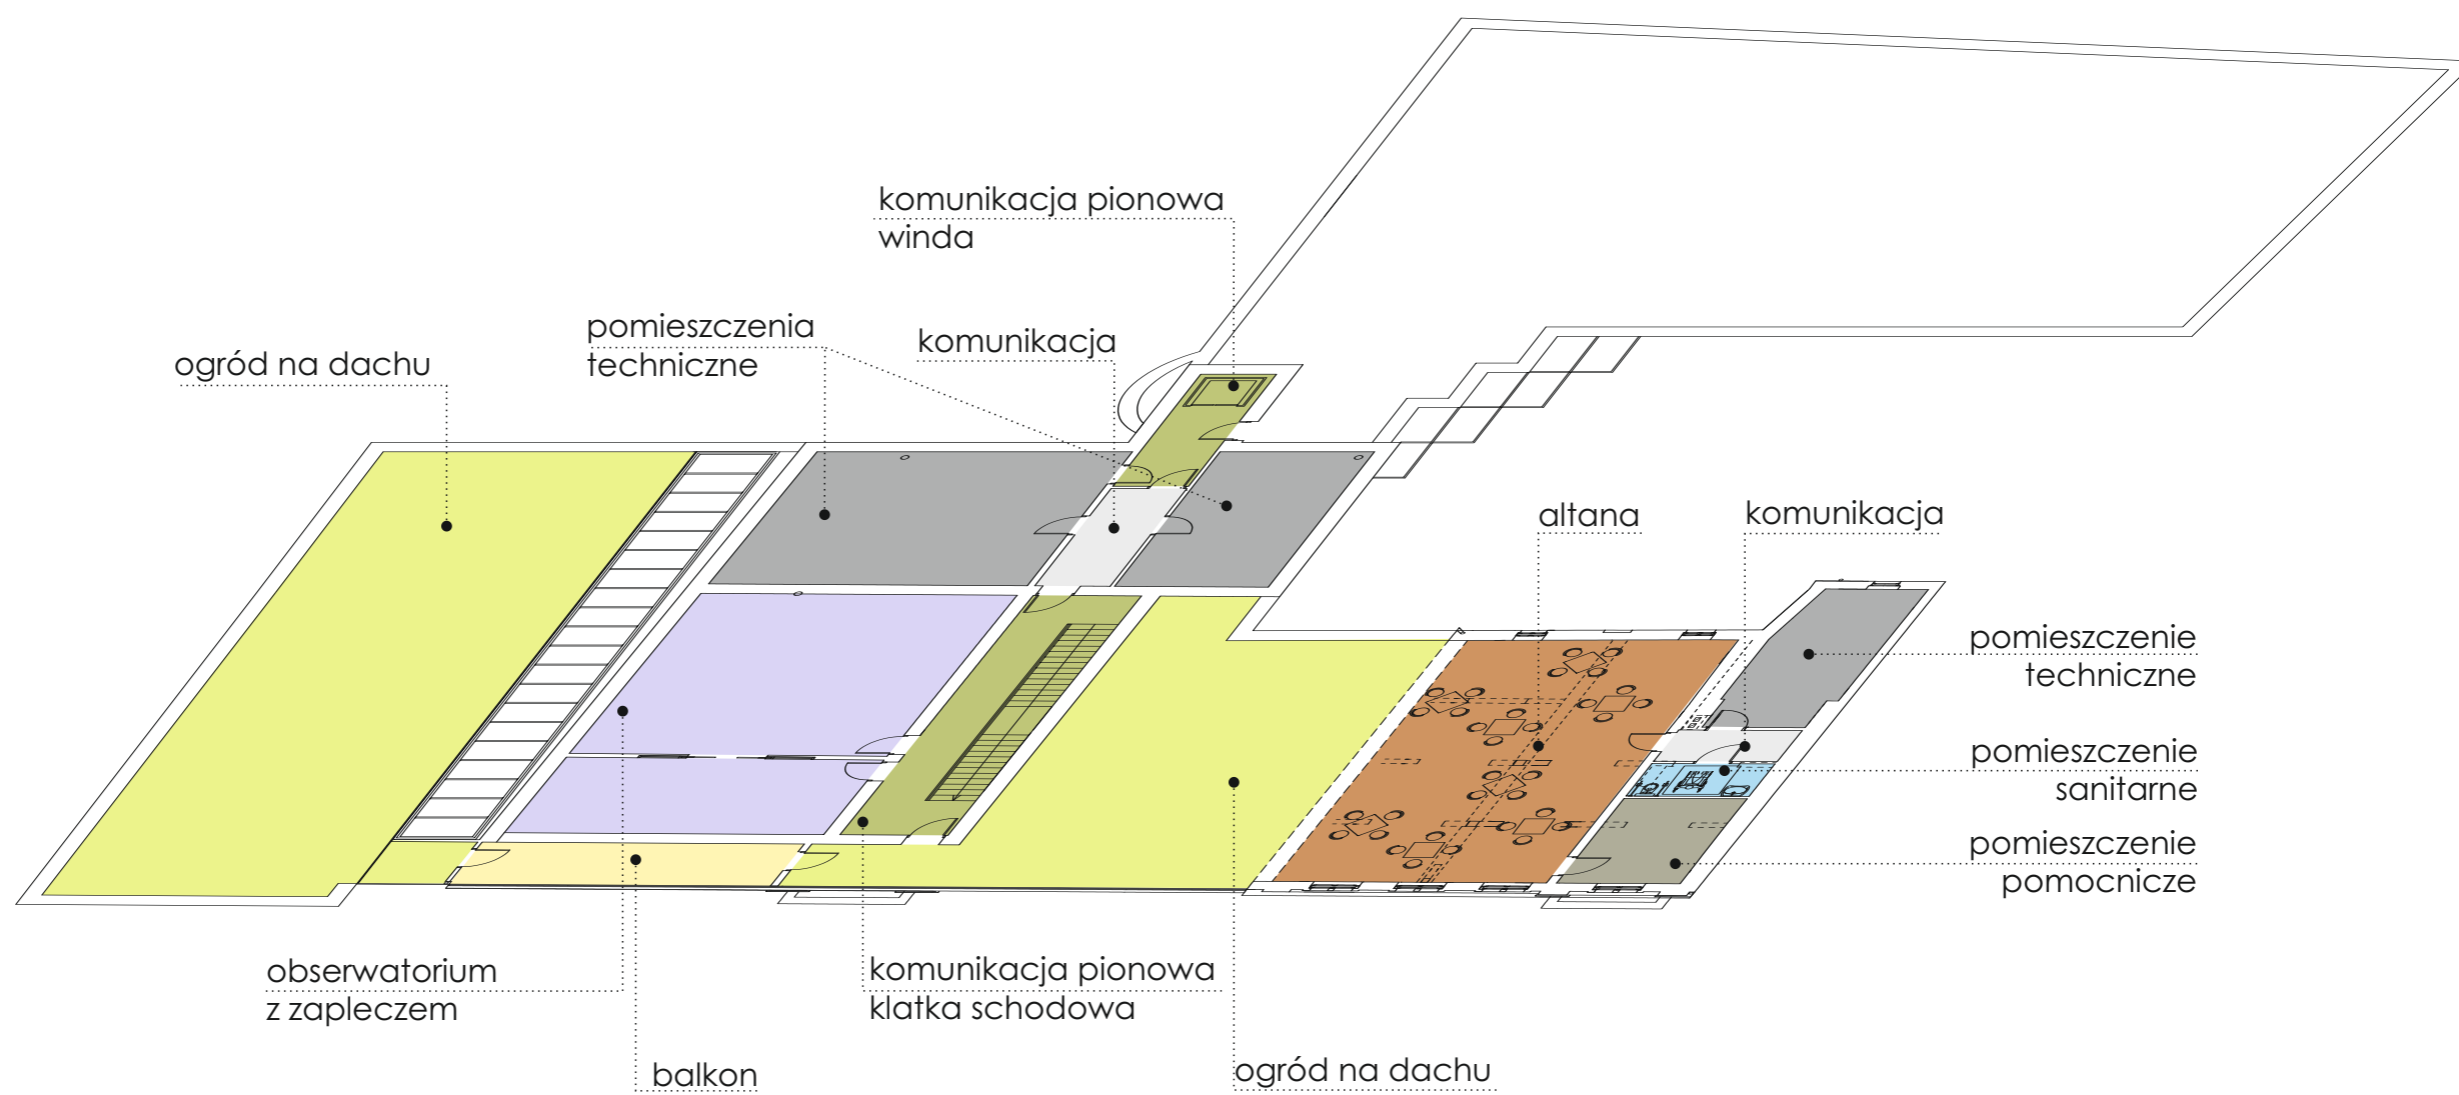 komunikacja pionowa
winda
pomieszczenia
techniczne
komunikacja
ogród na dachu
altana
komunikacja
pomieszczenie
techniczne
pomieszczenie
sanitarne
pomieszczenie
pomocnicze
obserwatorium
z zapleczem
komunikacja pionowa
klatka schodowa
balkon
ogród na dachu